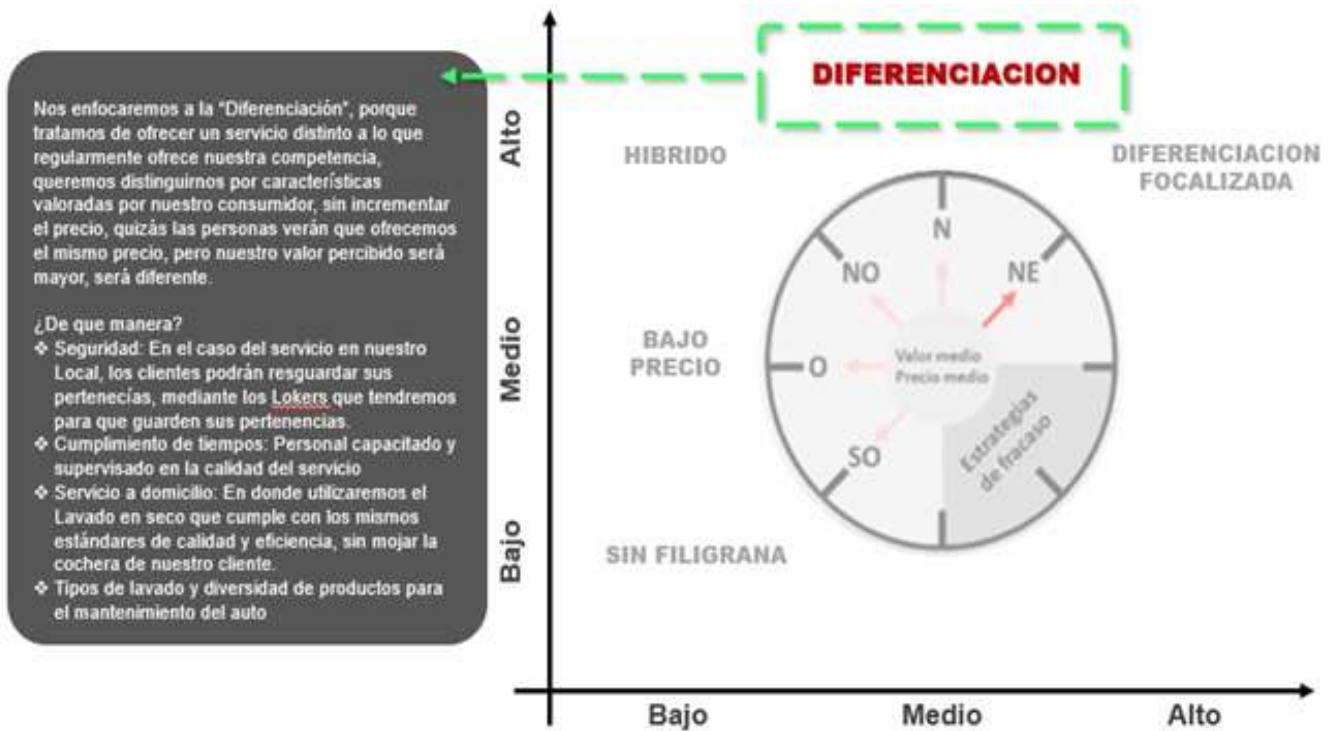 Nos enfocaremos a la "Diferenciación", porque
tratamos de ofrecer un servicio distinto a lo que
regularmente ofrece nuestra competencia,
queremos distinguirnos por características
valoradas por nuestro consumidor, sin incrementar
el precio, quizás las personas verán que ofrecemos
el mismo precio, pero nuestro valor percibido será
mayor, será diferente.
¿De que manera?
❖ Seguridad: En el caso del servicio en nuestro
Local, los clientes podrán resguardar sus
pertenecías, mediante los Lokers que tendremos
para que guarden sus pertenencias.
❖ Cumplimiento de tiempos: Personal capacitado y
supervisado en la calidad del servicio
❖ Servicio a domicilio: En donde utilizaremos el
Lavado en seco que cumple con los mismos
estándares de calidad y eficiencia, sin mojar la
cochera de nuestro cliente.
❖ Tipos de lavado y diversidad de productos para
el mantenimiento del auto
DIFERENCIACION
Alto
HIBRIDO
DIFERENCIACION
FOCALIZADA
N
NO
NE
Medio
BAJO
PRECIO
O
Valor medio
Precio medio
SO
Estrategias
de fracaso
Bajo
SIN FILIGRANA
Bajo
Medio
Alto